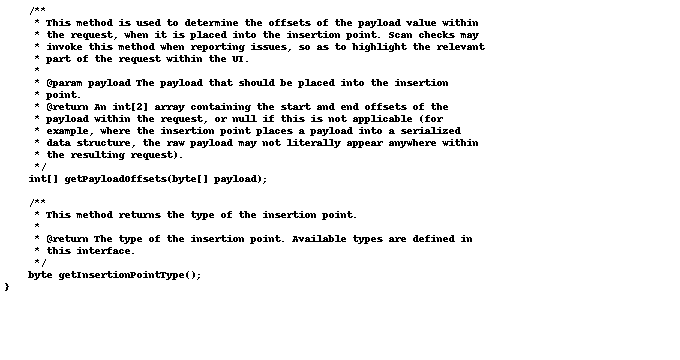 /**
 * This method is used to determine the offsets of the payload value within
 * the request, when it is placed into the insertion point. Scan checks may
 * invoke this method when reporting issues, so as to highlight the relevant
 * part of the request within the UI.
 *
 * @param payload The payload that should be placed into the insertion
 * point.
 * @return An int[2] array containing the start and end offsets of the
 * payload within the request, or null if this is not applicable (for
 * example, where the insertion point places a payload into a serialized
 * data structure, the raw payload may not literally appear anywhere within
 * the resulting request).
 */
int[] getPayloadOffsets(byte[] payload);

/**
 * This method returns the type of the insertion point.
 *
 * @return The type of the insertion point. Available types are defined in
 * this interface.
 */
byte getInsertionPointType();
}